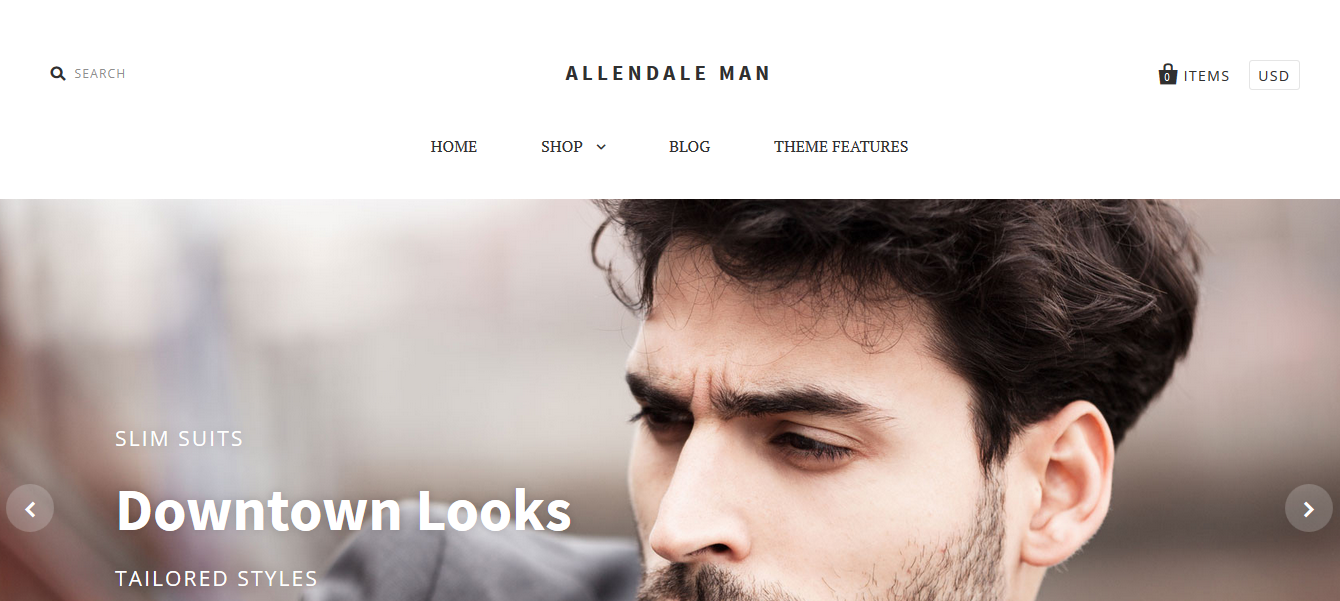 SEARCH
ALLENDALE MAN
0 ITEMS
USD
HOME
SHOP
BLOG
THEME FEATURES
SLIM SUITS
Downtown Looks
TAILORED STYLES